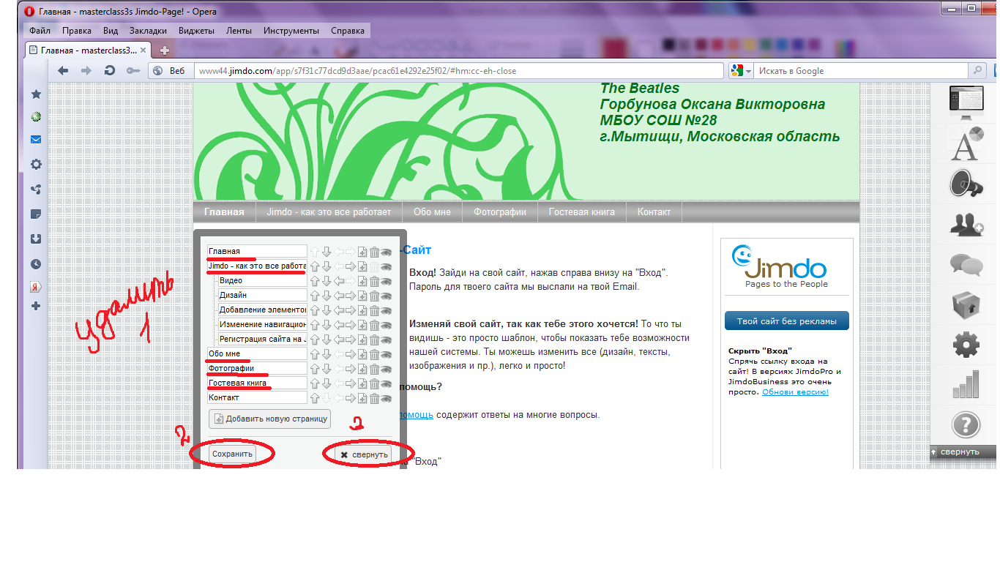 Главная - masterclass3s Jimdo-Page! - Opera
Файл Правка Вид Закладки Виджеты Ленты Инструменты Справка
Главная - masterclass3...
Веб www44.jimdo.com/app/s7f31c77dcd9d3aae/pcac61e4292e25f02/#hm:cc-eh-close Искать в Google
The Beatles
Горбунова Оксана Викторовна
МБОУ СОШ №28
г.Мытищи, Московская область
Главная Jimdo - как это все работает Обо мне Фотографии Гостевая книга Контакт
Главная
Jimdo - как это все работа
Видео
Дизайн
Добавление элементо
Изменение навигацион
Регистрация сайта на
Обо мне
Фотографии
Гостевая книга
Контакт
Добавить новую страницу
Сохранить
свернуть
удалить
1
2
3
-Сайт
Вход! Зайди на свой сайт, нажав справа внизу на "Вход".
Пароль для твоего сайта мы выслали на твой Email.
Изменяй свой сайт, так как тебе этого хочется! То что ты
видишь - это просто шаблон, чтобы показать тебе возможности
нашей системы. Ты можешь изменить все (дизайн, тексты,
изображения и пр.), легко и просто!
помощь?
помощь содержит ответы на многие вопросы.
"Вход"
Jimdo
Pages to the People
Твой сайт без рекламы
Скрыть "Вход"
Спрячь ссылку входа на
сайт! В версиях JimdoPro и
JimdoBusiness это очень
просто. Обнови версию!
свернуть